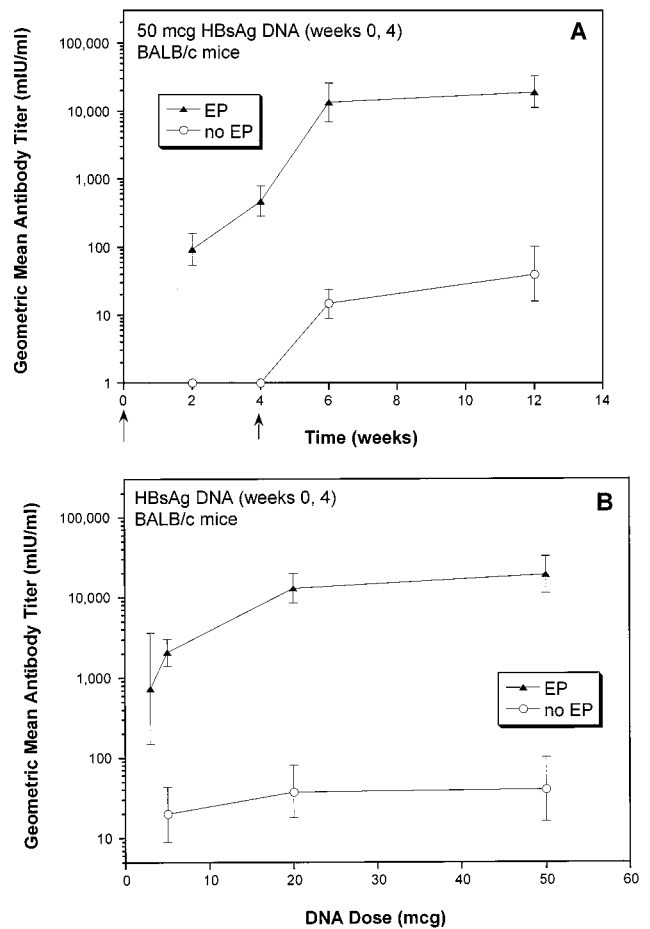 50 mcg HBsAg DNA (weeks 0, 4)
BALB/c mice
A
EP
no EP
Geometric Mean Antibody Titer (mIU/ml)
100,000
10,000
1,000
100
10
1
0 2 4 6 8 10 12 14
Time (weeks)
HBsAg DNA (weeks 0, 4)
BALB/c mice
B
EP
no EP
Geometric Mean Antibody Titer (mIU/ml)
100,000
10,000
1,000
100
10
0 10 20 30 40 50 60
DNA Dose (mcg)